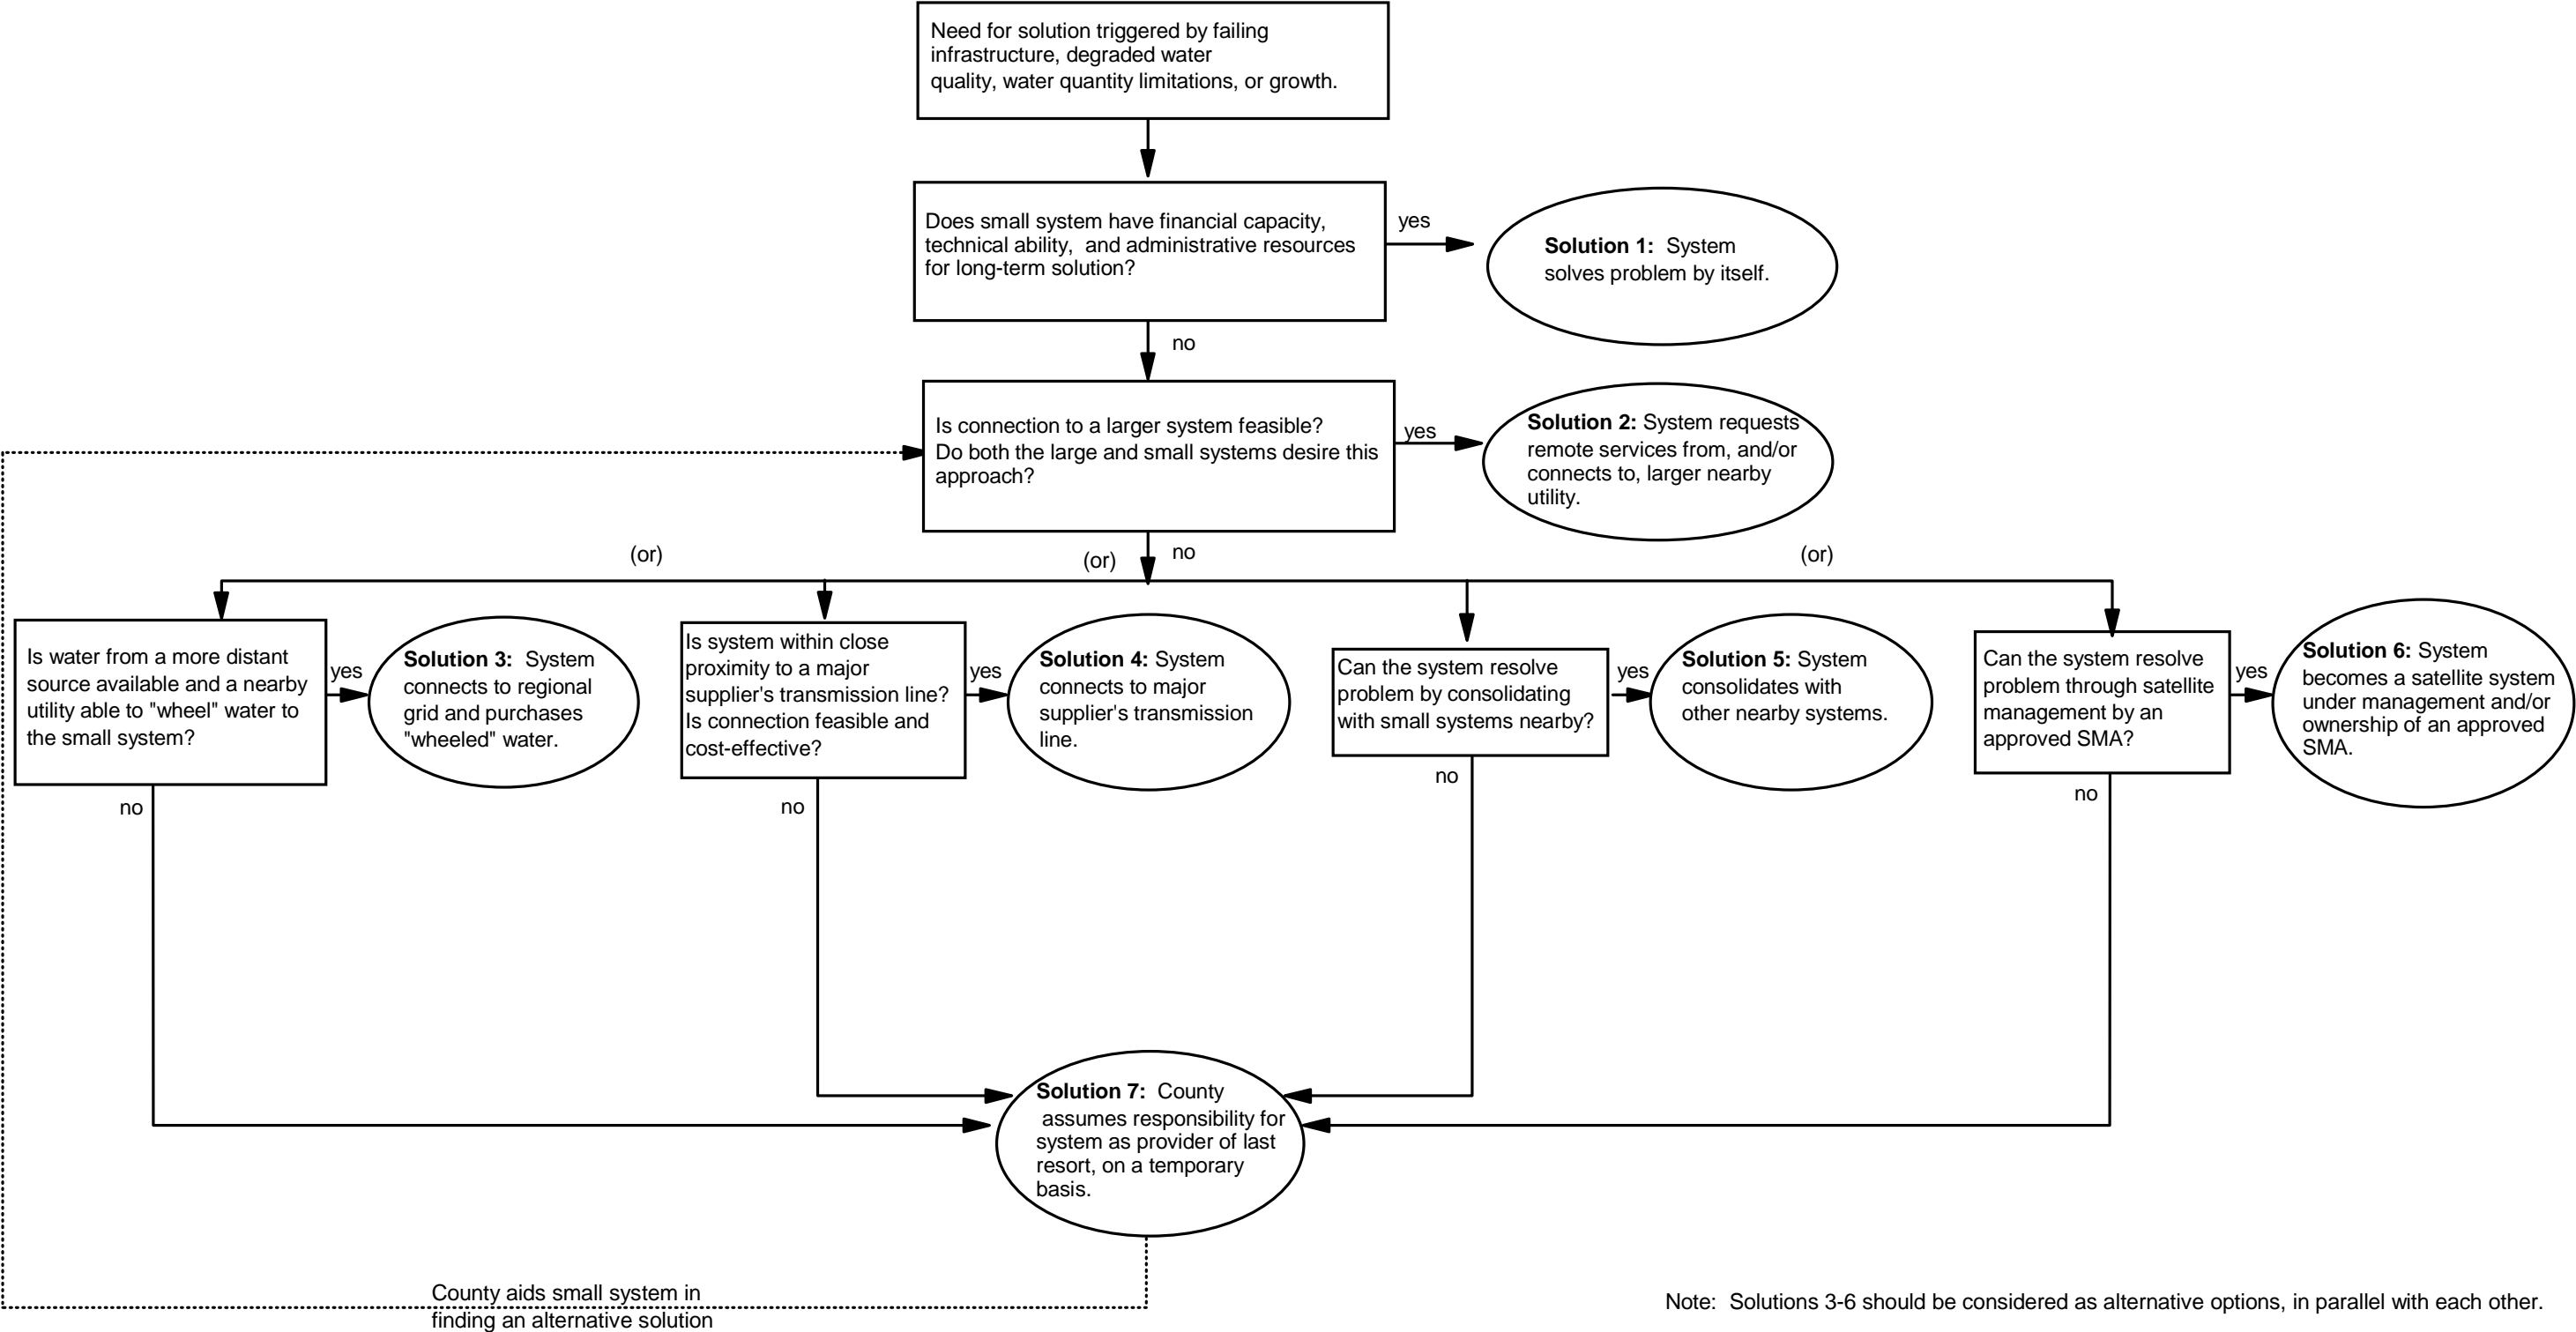 Need for solution triggered by failing
infrastructure, degraded water
quality, water quantity limitations, or growth.
Does small system have financial capacity,
technical ability,  and administrative resources
for long-term solution?
yes
Solution 1:  System
solves problem by itself.
no
Is connection to a larger system feasible?
Do both the large and small systems desire this
approach?
yes
Solution 2: System requests
remote services from, and/or
connects to, larger nearby
utility.
(or)
(or)
no
(or)
Is water from a more distant
source available and a nearby
utility able to "wheel" water to
the small system?
yes
Solution 3:  System
connects to regional
grid and purchases
"wheeled" water.
no
Is system within close
proximity to a major
supplier's transmission line?
Is connection feasible and
cost-effective?
yes
Solution 4: System
connects to major
supplier's transmission
line.
no
Can the system resolve
problem by consolidating
with small systems nearby?
yes
Solution 5: System
consolidates with
other nearby systems.
no
Can the system resolve
problem through satellite
management by an
approved SMA?
yes
Solution 6: System
becomes a satellite system
under management and/or
ownership of an approved
SMA.
no
Solution 7:  County
assumes responsibility for
system as provider of last
resort, on a temporary
basis.
County aids small system in
finding an alternative solution
Note:  Solutions 3-6 should be considered as alternative options, in parallel with each other.